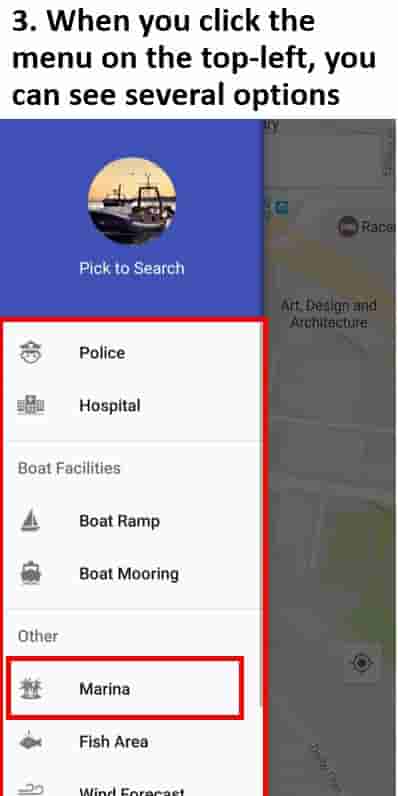 3. When you click the
menu on the top-left, you
can see several options
Pick to Search
Police
Hospital
Boat Facilities
Boat Ramp
Boat Mooring
Other
Marina
Fish Area
Wind Forecast
Art, Design and
Architecture